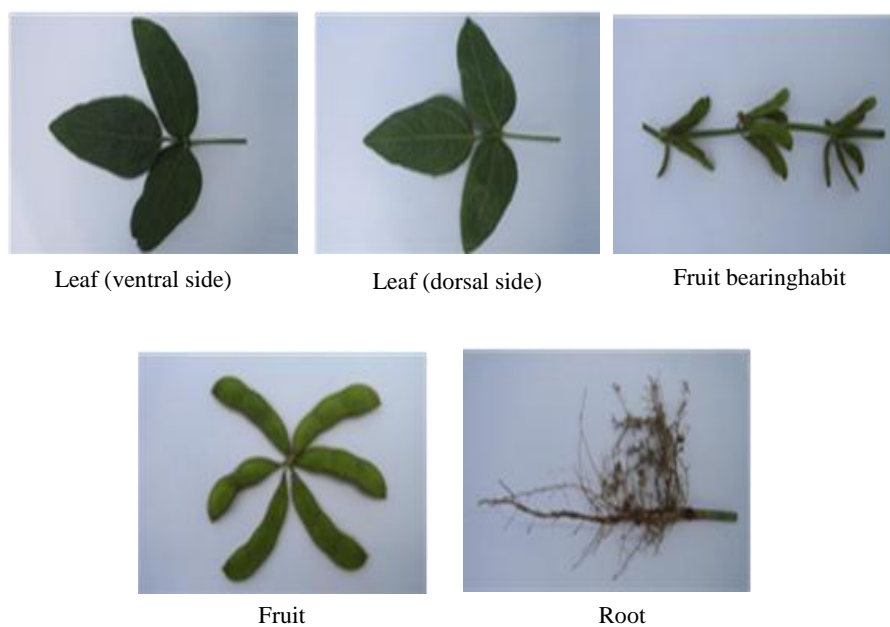 Leaf (ventral side)
Leaf (dorsal side)
Fruit bearinghabit
Fruit
Root